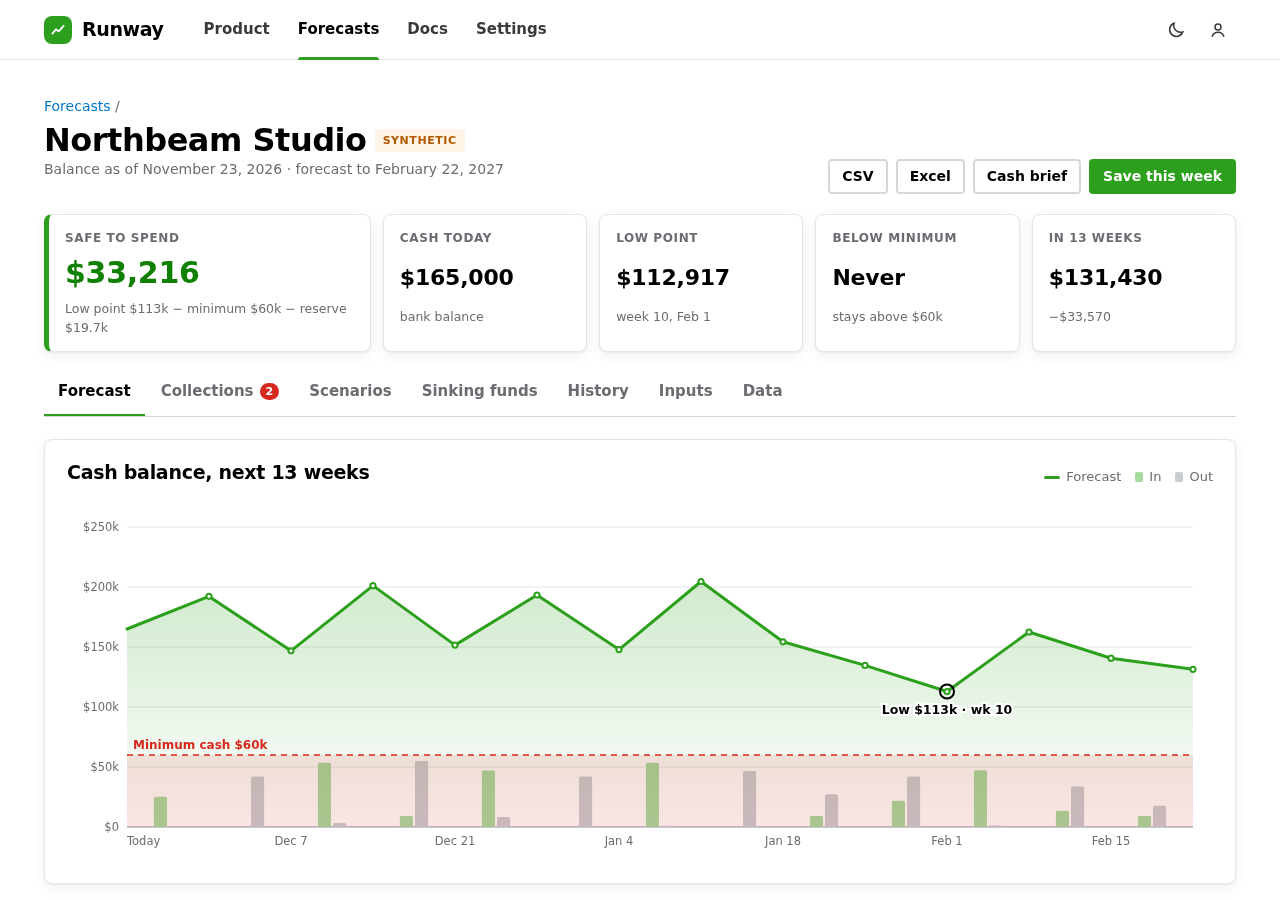 Runway Product Forecasts Docs Settings
Forecasts /
Northbeam Studio SYNTHETIC
Balance as of November 23, 2026 · forecast to February 22, 2027
CSV Excel Cash brief Save this week
SAFE TO SPEND
$33,216
Low point $113k − minimum $60k − reserve
$19.7k
CASH TODAY
$165,000
bank balance
LOW POINT
$112,917
week 10, Feb 1
BELOW MINIMUM
Never
stays above $60k
IN 13 WEEKS
$131,430
−$33,570
Forecast Collections 2 Scenarios Sinking funds History Inputs Data
Cash balance, next 13 weeks
Forecast In Out
$250k
$200k
$150k
$100k
Low $113k · wk 10
Minimum cash $60k
$50k
$0
Today Dec 7 Dec 21 Jan 4 Jan 18 Feb 1 Feb 15